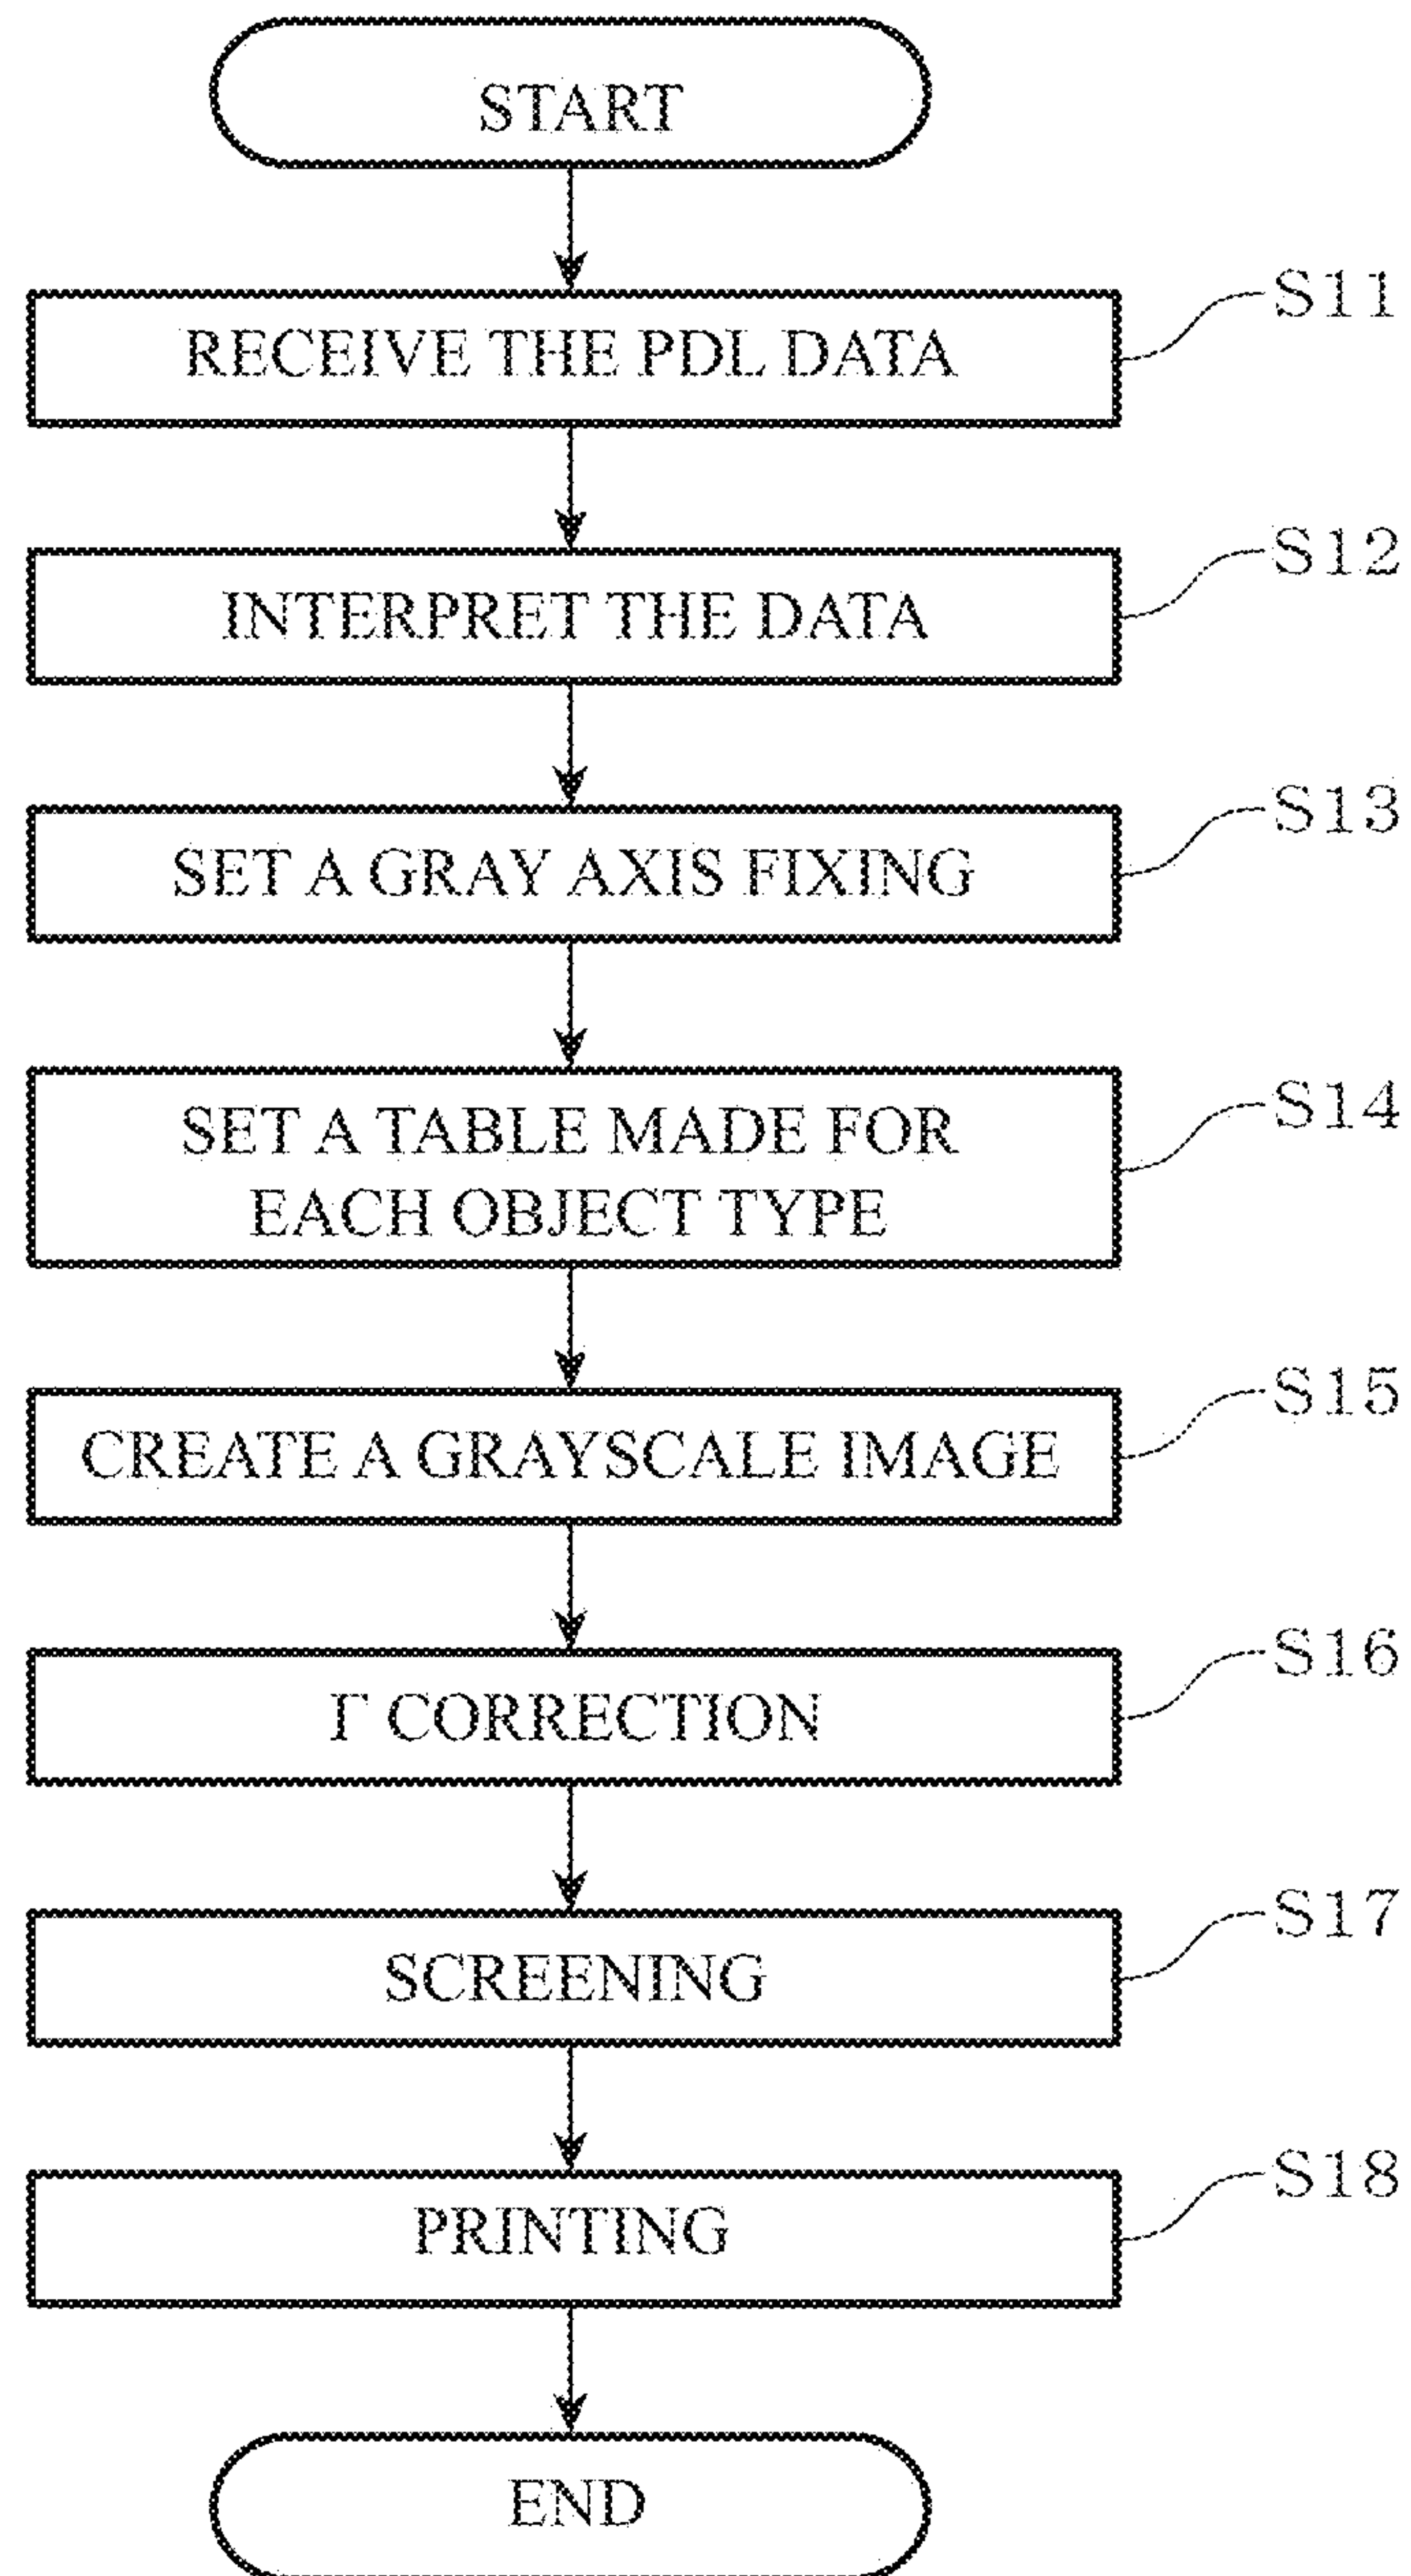 START
RECEIVE THE PDL DATA
S11
INTERPRET THE DATA
S12
SET A GRAY AXIS FIXING
S13
SET A TABLE MADE FOR
EACH OBJECT TYPE
S14
CREATE A GRAYSCALE IMAGE
S15
Γ CORRECTION
S16
SCREENING
S17
PRINTING
S18
END